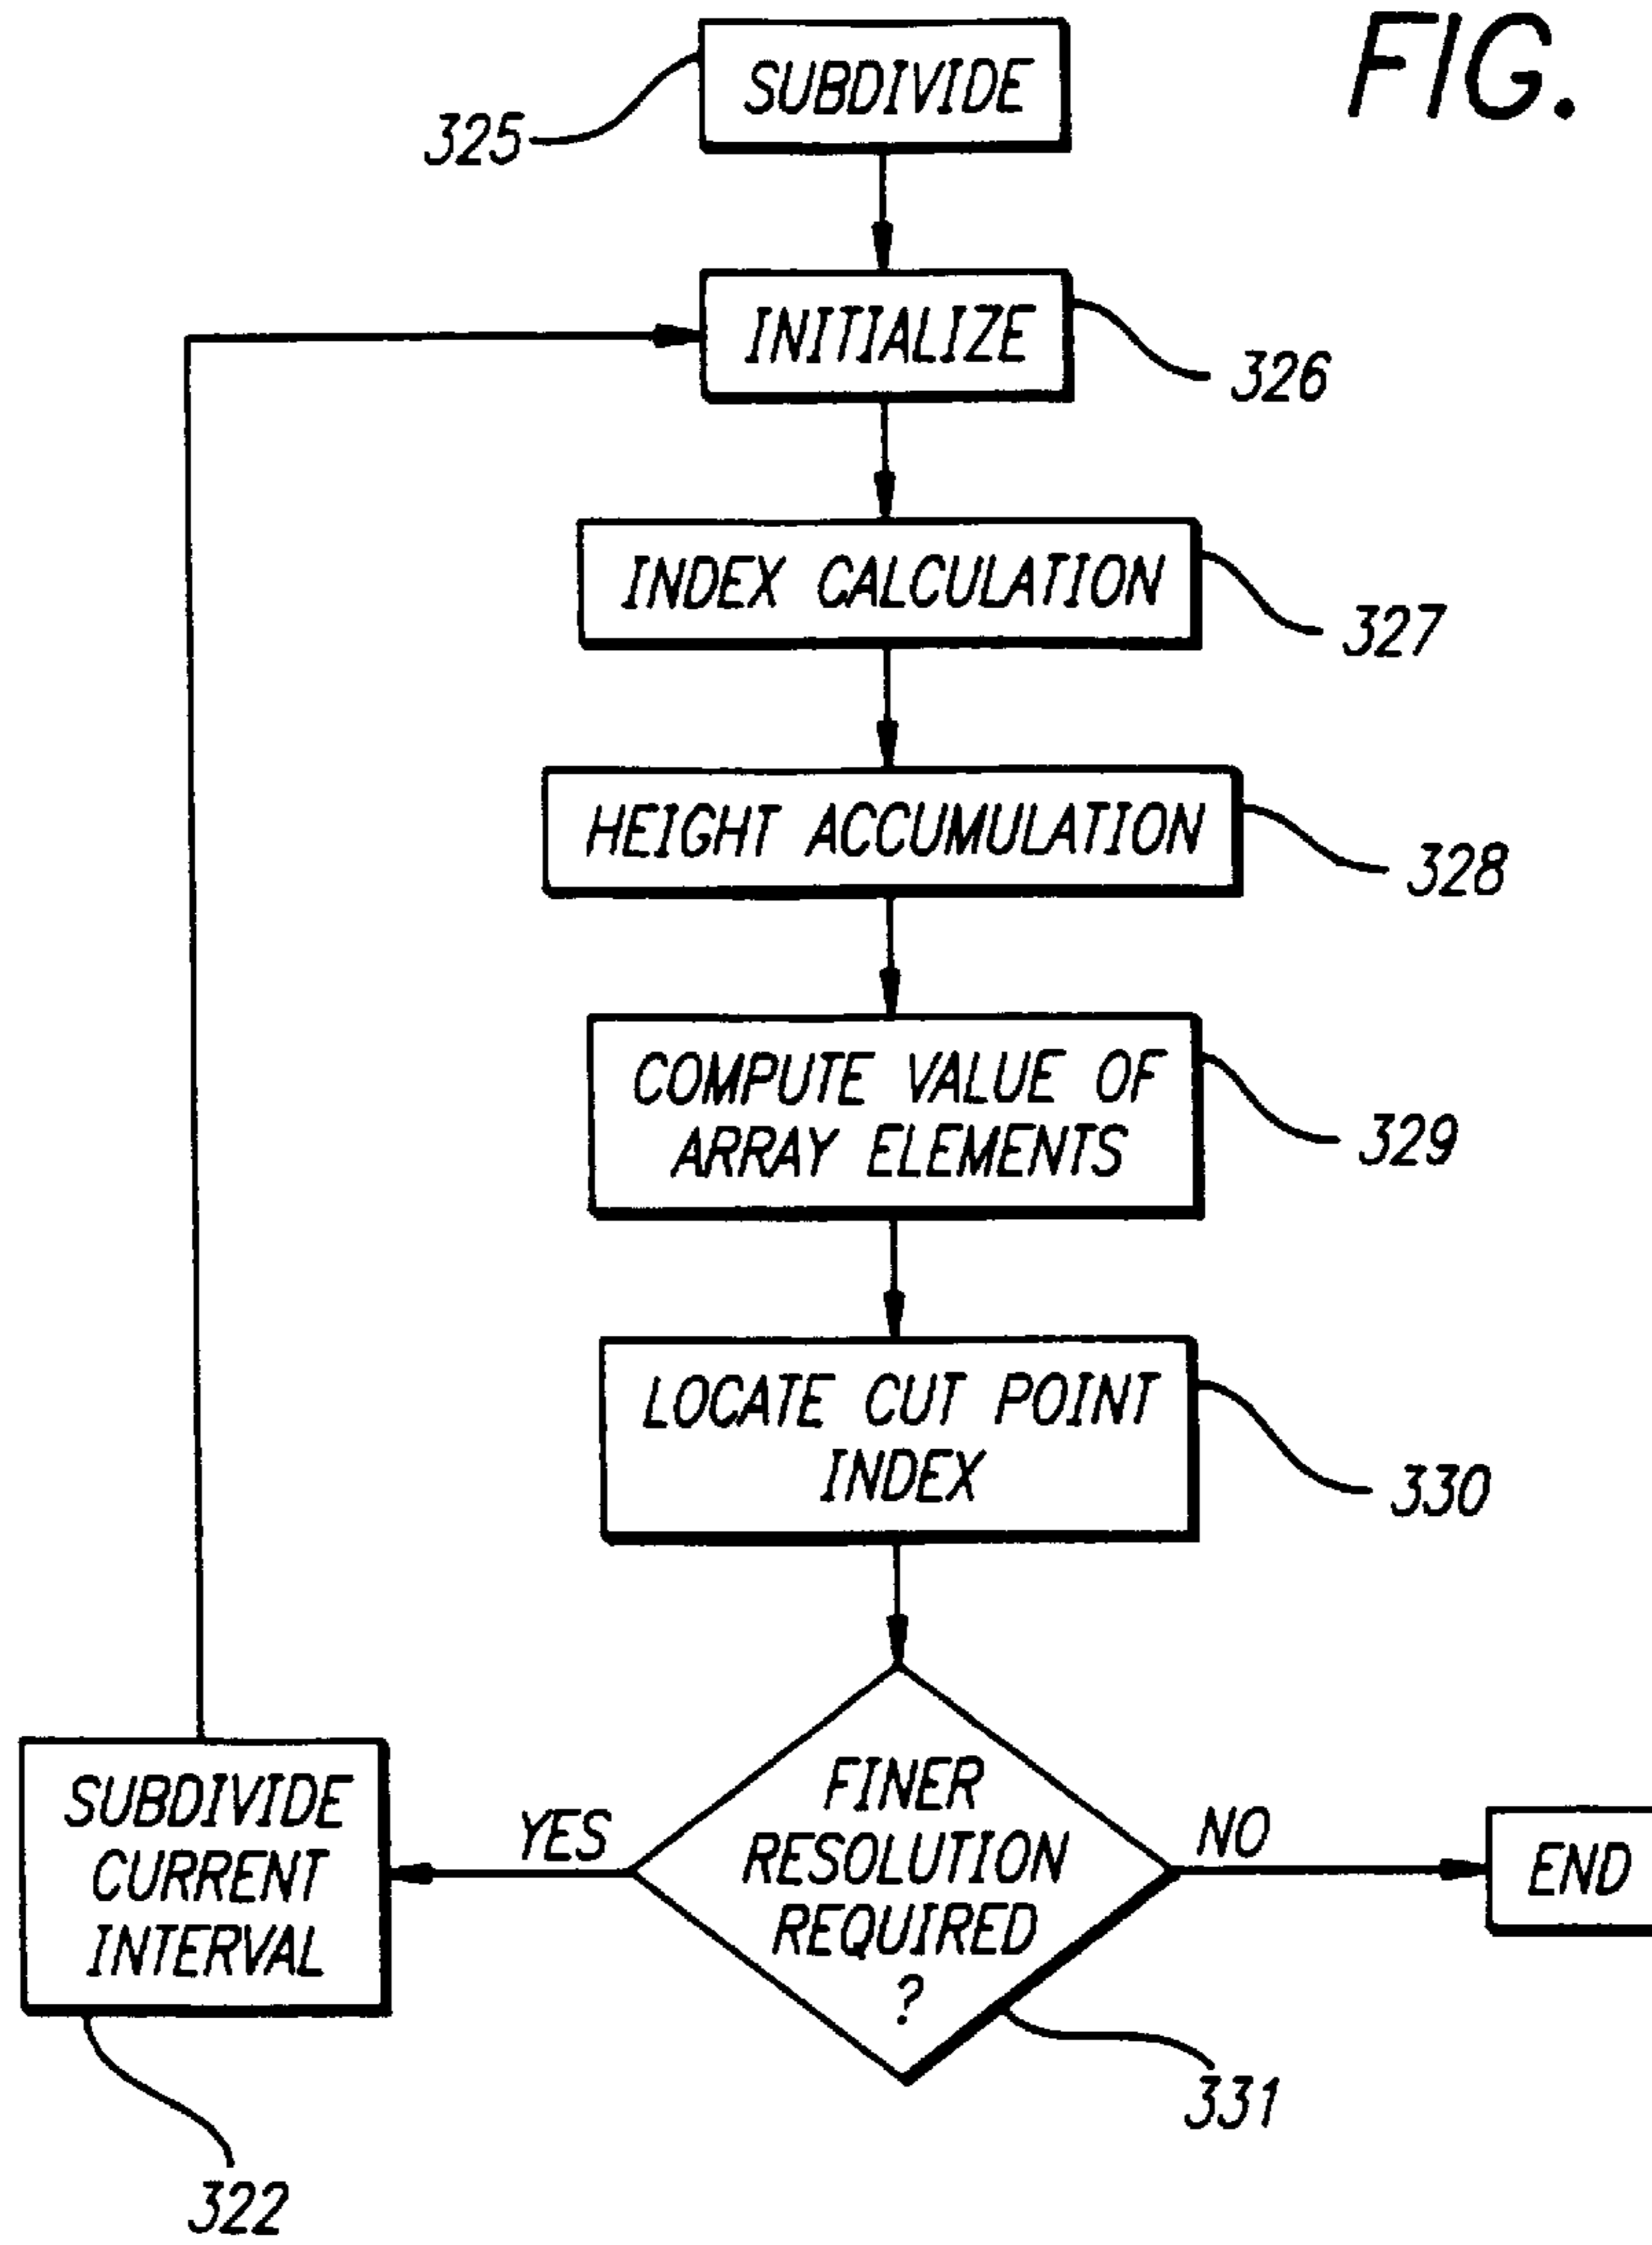 FIG.
SUBDIVIDE
325
INITIALIZE
326
INDEX CALCULATION
327
HEIGHT ACCUMULATION
328
COMPUTE VALUE OF
ARRAY ELEMENTS
329
LOCATE CUT POINT
INDEX
330
FINER
RESOLUTION
REQUIRED
?
331
YES
NO
SUBDIVIDE
CURRENT
INTERVAL
322
END